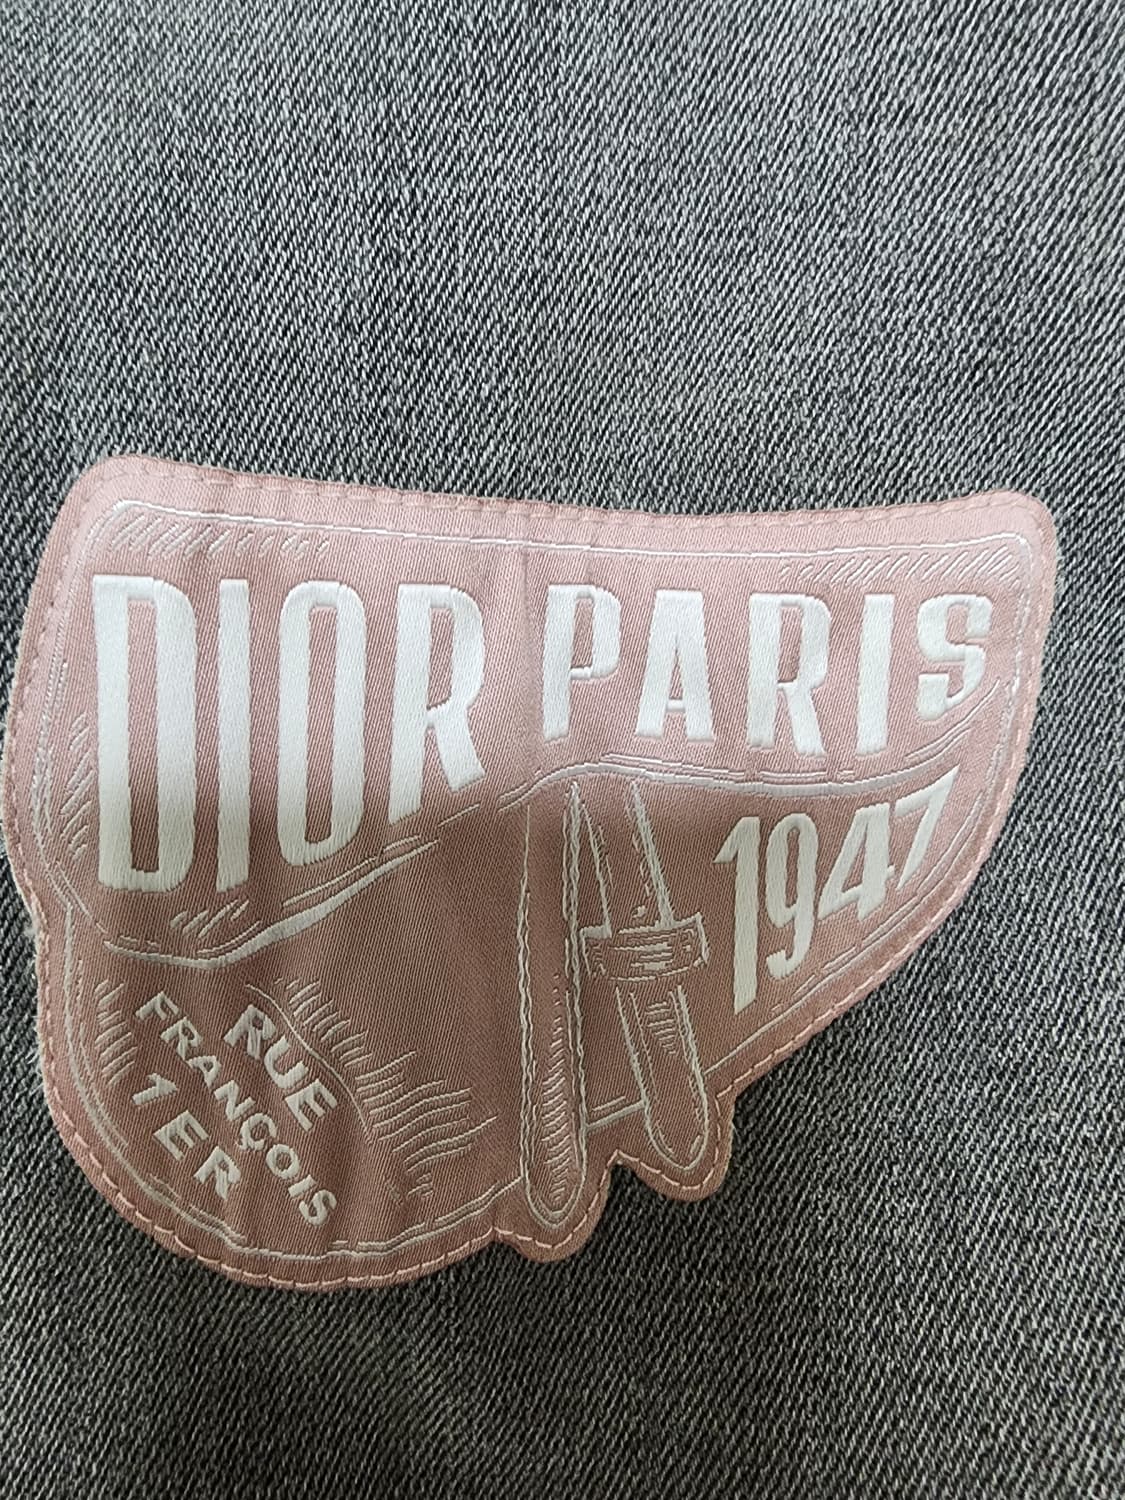 DIOR PARIS
1947
RUE
FRANÇOIS
1ER